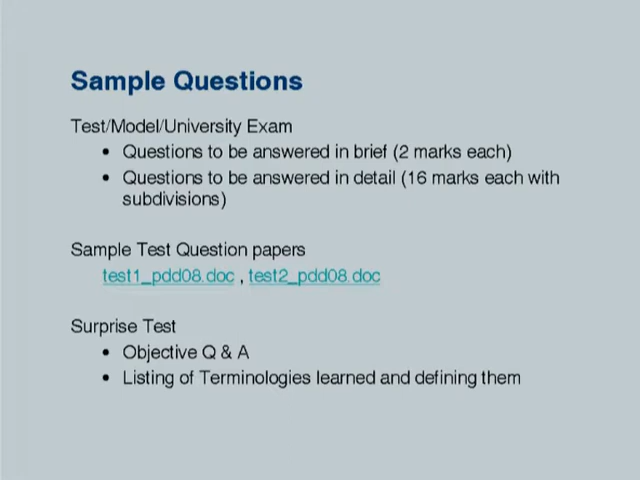 Sample Questions
Test/Model/University Exam
• Questions to be answered in brief (2 marks each)
• Questions to be answered in detail (16 marks each with
subdivisions)
Sample Test Question papers
test1_pdd08.doc , test2_pdd08.doc
Surprise Test
• Objective Q & A
• Listing of Terminologies learned and defining them